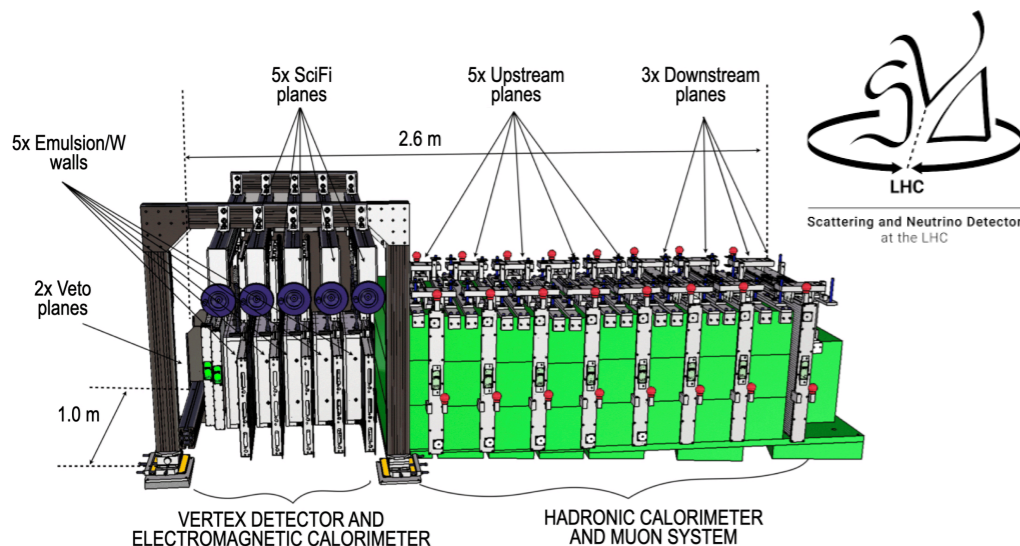 5x SciFi
planes
5x Upstream
planes
3x Downstream
planes
2.6 m
5x Emulsion/W
walls
LHC
Scattering and Neutrino Detector
at the LHC
2x Veto
planes
1.0 m
VERTEX DETECTOR AND
ELECTROMAGNETIC CALORIMETER
HADRONIC CALORIMETER
AND MUON SYSTEM